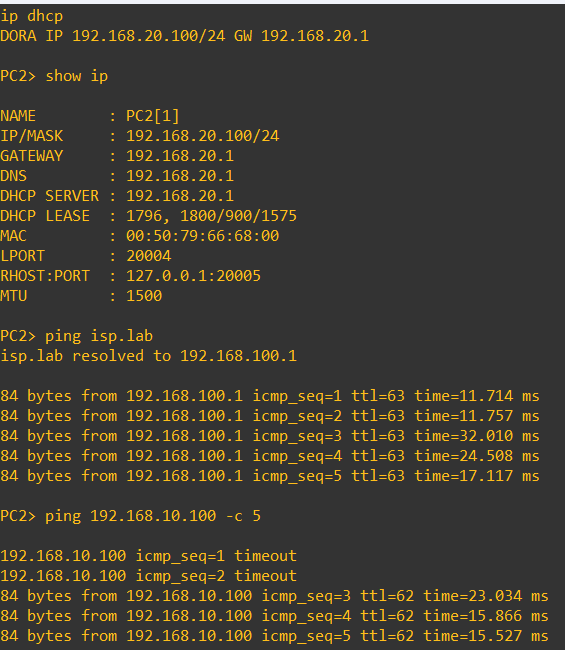 ip dhcp
DORA IP 192.168.20.100/24 GW 192.168.20.1
PC2> show ip
NAME        : PC2[1]
IP/MASK     : 192.168.20.100/24
GATEWAY     : 192.168.20.1
DNS         : 192.168.20.1
DHCP SERVER : 192.168.20.1
DHCP LEASE  : 1796, 1800/900/1575
MAC         : 00:50:79:66:68:00
LPORT       : 20004
RHOST:PORT  : 127.0.0.1:20005
MTU         : 1500
PC2> ping isp.lab
isp.lab resolved to 192.168.100.1
84 bytes from 192.168.100.1 icmp_seq=1 ttl=63 time=11.714 ms
84 bytes from 192.168.100.1 icmp_seq=2 ttl=63 time=11.757 ms
84 bytes from 192.168.100.1 icmp_seq=3 ttl=63 time=32.010 ms
84 bytes from 192.168.100.1 icmp_seq=4 ttl=63 time=24.508 ms
84 bytes from 192.168.100.1 icmp_seq=5 ttl=63 time=17.117 ms
PC2> ping 192.168.10.100 -c 5
192.168.10.100 icmp_seq=1 timeout
192.168.10.100 icmp_seq=2 timeout
84 bytes from 192.168.10.100 icmp_seq=3 ttl=62 time=23.034 ms
84 bytes from 192.168.10.100 icmp_seq=4 ttl=62 time=15.866 ms
84 bytes from 192.168.10.100 icmp_seq=5 ttl=62 time=15.527 ms